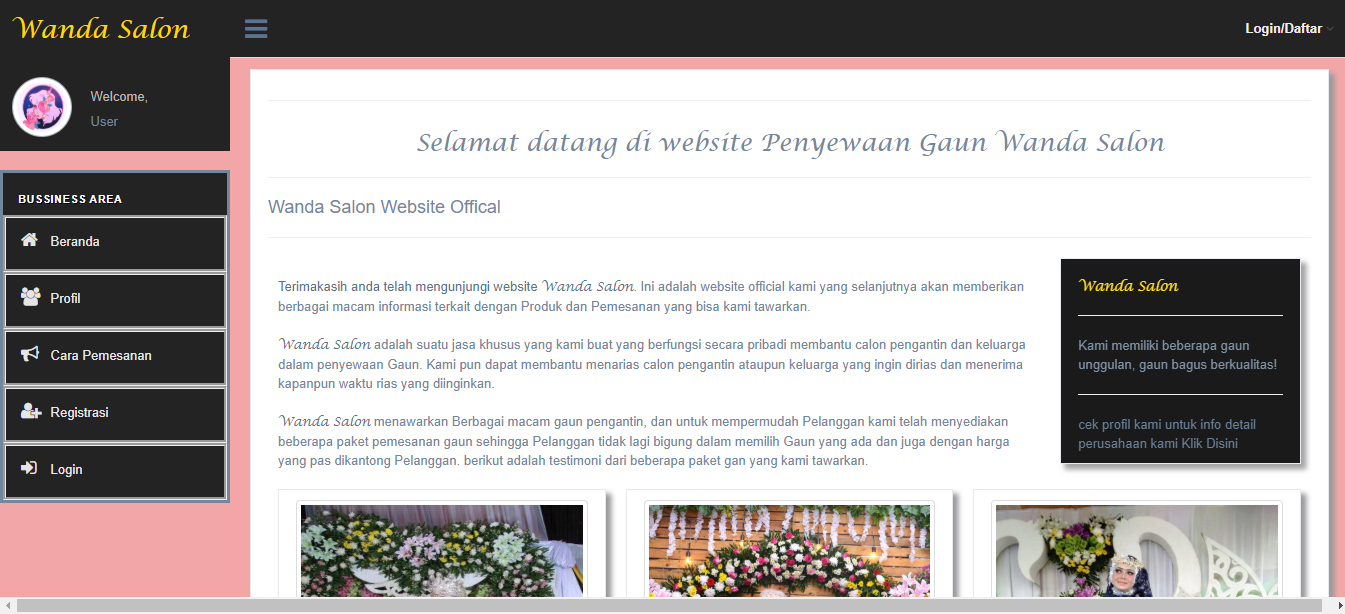 Wanda Salon
Login/Daftar
Welcome,
User
BUSSINESS AREA
Beranda
Profil
Cara Pemesanan
Registrasi
Login
Selamat datang di website Penyewaan Gaun Wanda Salon
Wanda Salon Website Offical
Terimakasih anda telah mengunjungi website Wanda Salon. Ini adalah website official kami yang selanjutnya akan memberikan
berbagai macam informasi terkait dengan Produk dan Pemesanan yang bisa kami tawarkan.
Wanda Salon adalah suatu jasa khusus yang kami buat yang berfungsi secara pribadi membantu calon pengantin dan keluarga
dalam penyewaan Gaun. Kami pun dapat membantu menarias calon pengantin ataupun keluarga yang ingin dirias dan menerima
kapanpun waktu rias yang diinginkan.
Wanda Salon menawarkan Berbagai macam gaun pengantin, dan untuk mempermudah Pelanggan kami telah menyediakan
beberapa paket pemesanan gaun sehingga Pelanggan tidak lagi bigung dalam memilih Gaun yang ada dan juga dengan harga
yang pas dikantong Pelanggan. berikut adalah testimoni dari beberapa paket gan yang kami tawarkan.
Wanda Salon
Kami memiliki beberapa gaun
unggulan, gaun bagus berkualitas!
cek profil kami untuk info detail
perusahaan kami Klik Disini